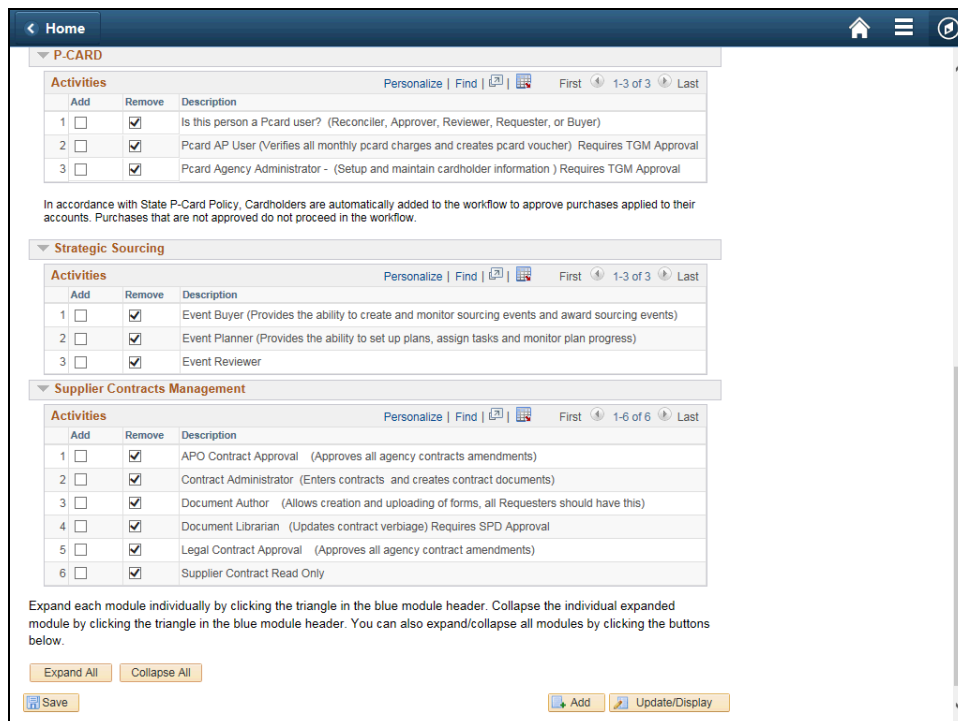 Home
P-CARD
Activities Personalize | Find | | First 1-3 of 3 Last
Add Remove Description
1 Is this person a Pcard user? (Reconciler, Approver, Reviewer, Requester, or Buyer)
2 Pcard AP User (Verifies all monthly pcard charges and creates pcard voucher) Requires TGM Approval
3 Pcard Agency Administrator - (Setup and maintain cardholder information ) Requires TGM Approval
In accordance with State P-Card Policy, Cardholders are automatically added to the workflow to approve purchases applied to their
accounts. Purchases that are not approved do not proceed in the workflow.
Strategic Sourcing
Activities Personalize | Find | | First 1-3 of 3 Last
Add Remove Description
1 Event Buyer (Provides the ability to create and monitor sourcing events and award sourcing events)
2 Event Planner (Provides the ability to set up plans, assign tasks and monitor plan progress)
3 Event Reviewer
Supplier Contracts Management
Activities Personalize | Find | | First 1-6 of 6 Last
Add Remove Description
1 APO Contract Approval (Approves all agency contracts amendments)
2 Contract Administrator (Enters contracts and creates contract documents)
3 Document Author (Allows creation and uploading of forms, all Requesters should have this)
4 Document Librarian (Updates contract verbiage) Requires SPD Approval
5 Legal Contract Approval (Approves all agency contract amendments)
6 Supplier Contract Read Only
Expand each module individually by clicking the triangle in the blue module header. Collapse the individual expanded
module by clicking the triangle in the blue module header. You can also expand/collapse all modules by clicking the buttons
below.
Expand All Collapse All
Save Add Update/Display